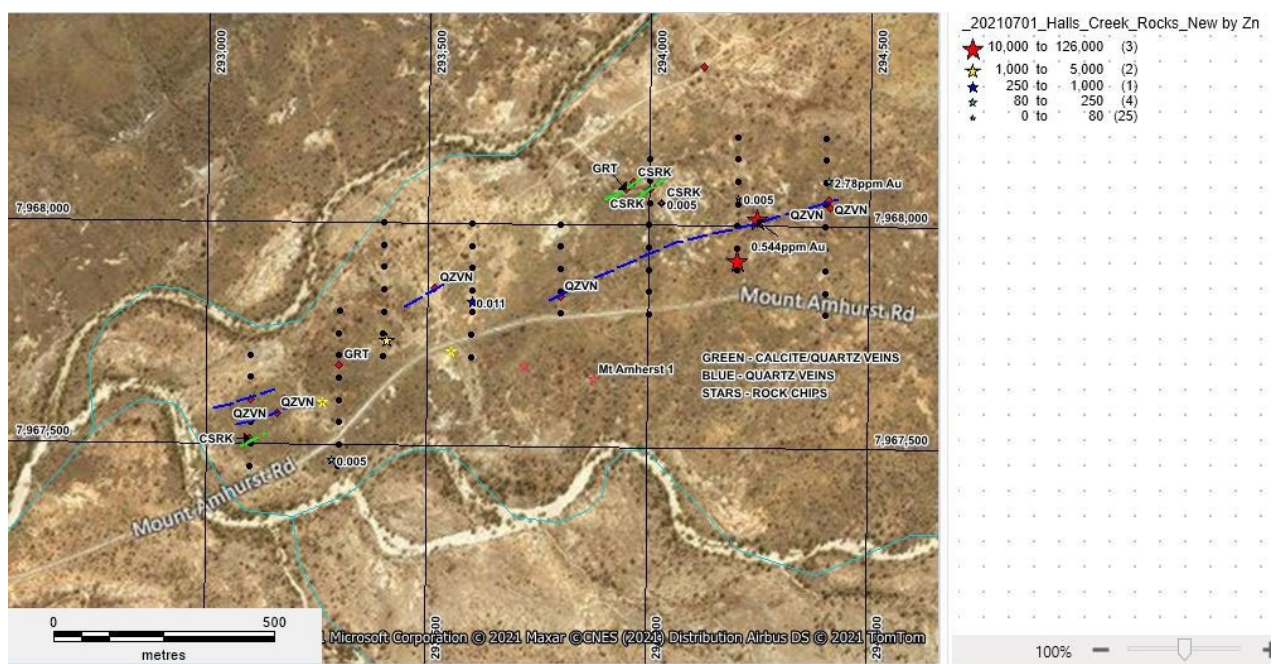 _20210701_Halls_Creek_Rocks_New by Zn
10,000 to 126,000 (3)
1,000 to 5,000 (2)
250 to 1,000 (1)
80 to 250 (4)
0 to 80 (25)
293,000
293,500
294,000
294,500
GRT
CSRK
CSRK
CSRK
0.005
2.78ppm Au
0.005
QZVN
QZVN
7,968,000
7,968,000
0.544ppm Au
QZVN
QZVN
0.011
Mount Amhurst Rd
GRT
Mt Amherst 1
GREEN - CALCITE/QUARTZ VEINS
BLUE - QUARTZ VEINS
STARS - ROCK CHIPS
QZVN
QZVN
CSRK
7,967,500
7,967,500
0.005
Mount Amhurst Rd
0 500
metres
Microsoft Corporation © 2021 Maxar ©CNES (2021) Distribution Airbus DS © 2021 TomTom
294,000
294,500
100%